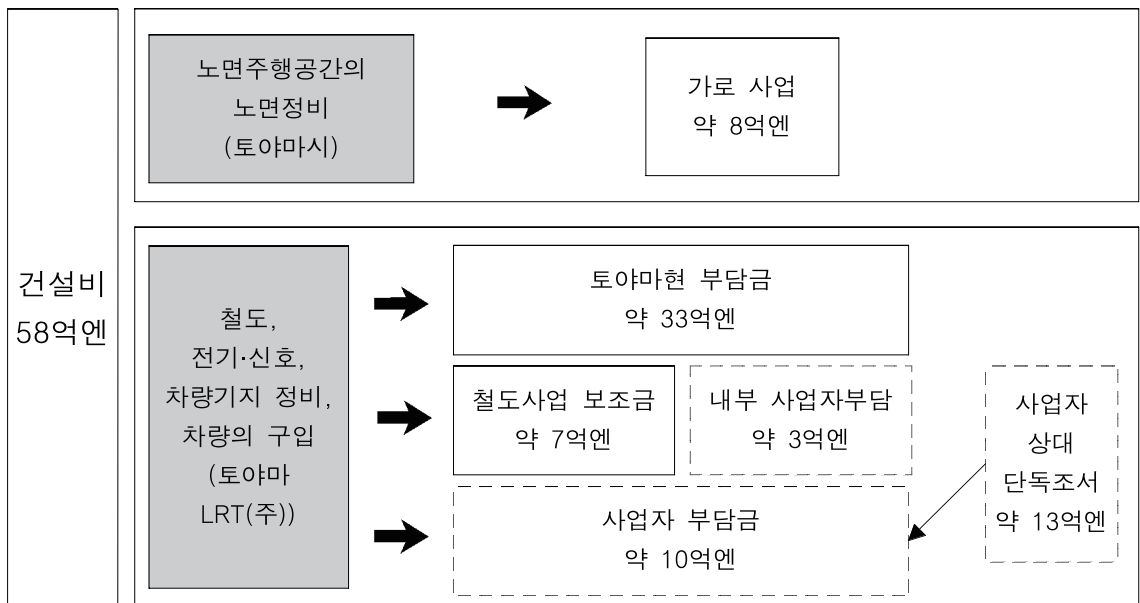 건설비
58억엔
노면주행공간의
노면정비
(토야마시)
가로 사업
약 8억엔
철도,
전기·신호,
차량기지 정비,
차량의 구입
(토야마
LRT(주))
토야마현 부담금
약 33억엔
철도사업 보조금
약 7억엔
내부 사업자부담
약 3억엔
사업자 부담금
약 10억엔
사업자
상대
단독조서
약 13억엔